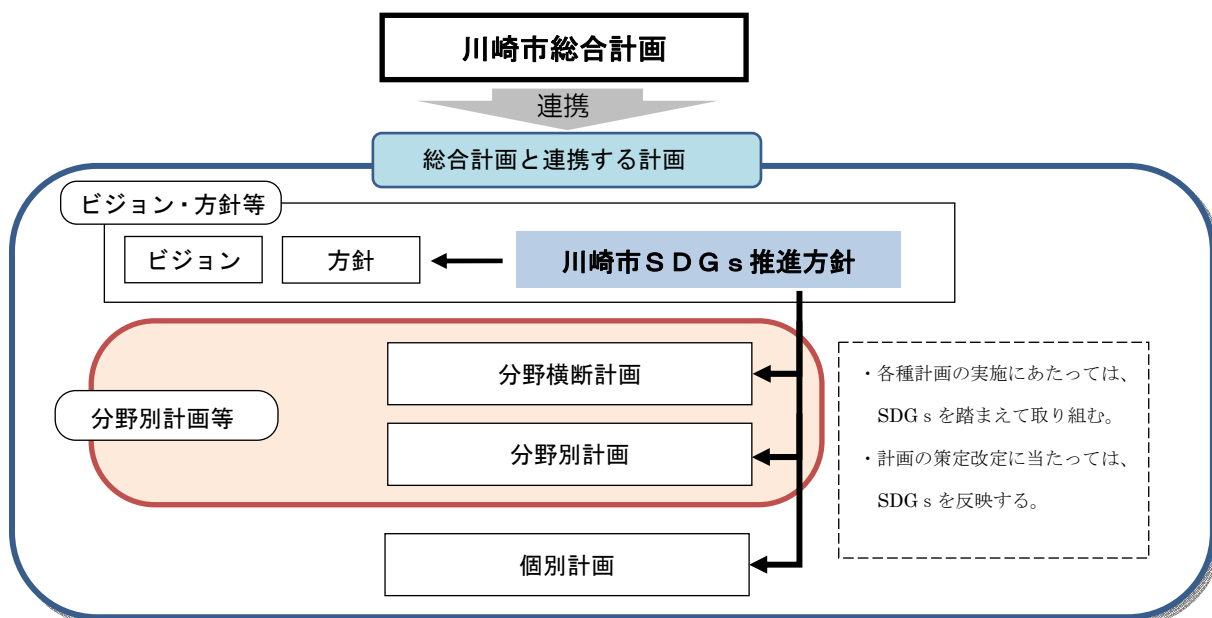 川崎市総合計画
連携
総合計画と連携する計画
ビジョン・方針等
ビジョン
方針
川崎市ＳＤＧｓ推進方針
分野横断計画
分野別計画等
分野別計画
個別計画
・各種計画の実施にあたっては、
SDGｓを踏まえて取り組む。
・計画の策定改定に当たっては、
SDGｓを反映する。